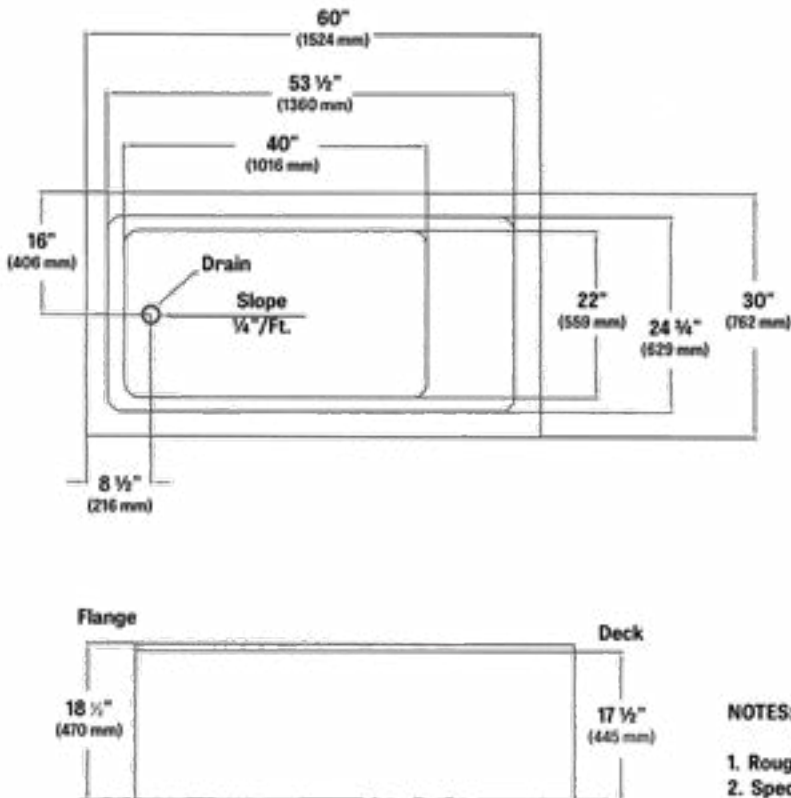 60"
(1524 mm)
53 ½"
(1360 mm)
40"
(1016 mm)
16"
(406 mm)
Drain
Slope
¼"/Ft.
22"
(559 mm)
24 ¾"
(629 mm)
30"
(762 mm)
8 ½"
(216 mm)
Flange
Deck
18 ½"
(470 mm)
17 ½"
(445 mm)
NOTES:
1. Roug
2. Spec